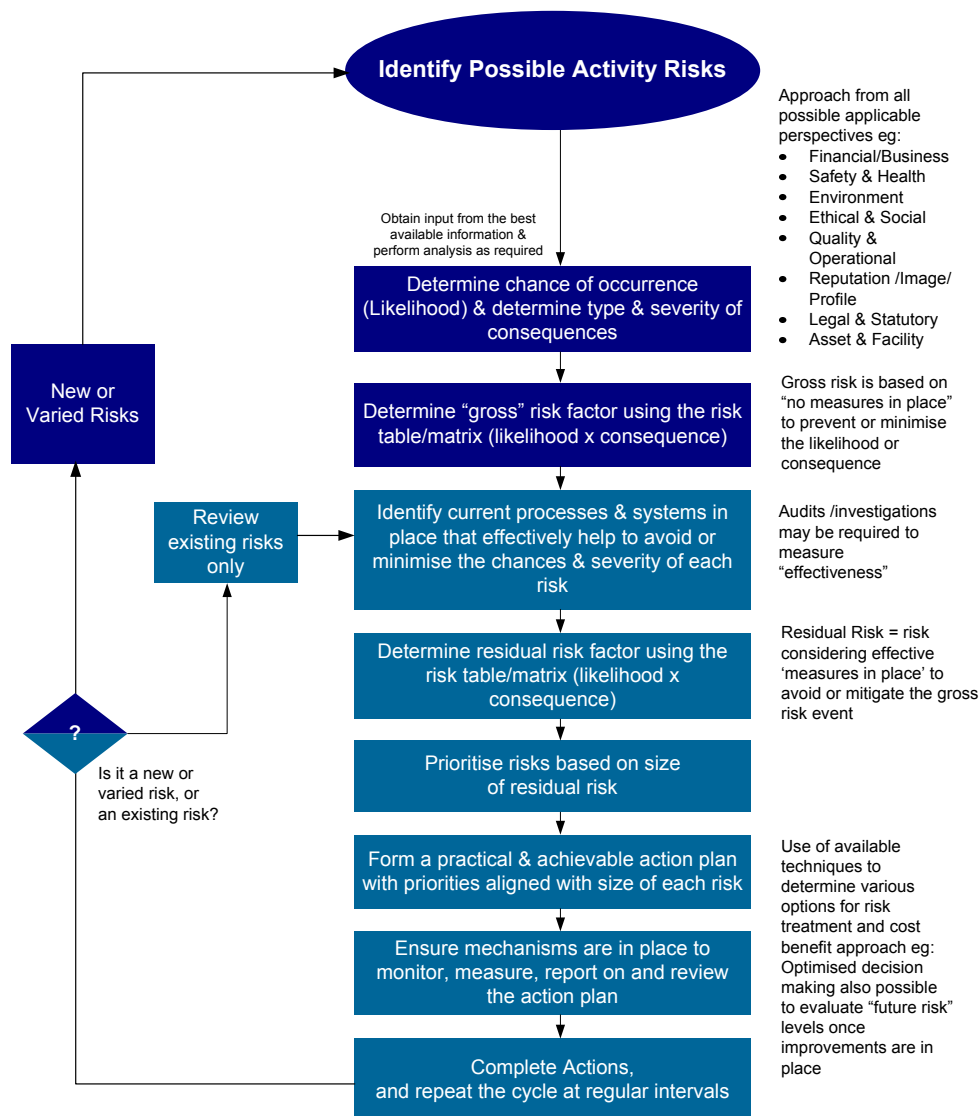 Identify Possible Activity Risks
Approach from all
possible applicable
perspectives eg:
• Financial/Business
• Safety & Health
• Environment
• Ethical & Social
• Quality &
Operational
• Reputation /Image/
Profile
• Legal & Statutory
• Asset & Facility
Obtain input from the best
available information &
perform analysis as required
Determine chance of occurrence
(Likelihood) & determine type & severity of
consequences
New or
Varied Risks
Determine “gross” risk factor using the risk
table/matrix (likelihood x consequence)
Gross risk is based on
“no measures in place”
to prevent or minimise
the likelihood or
consequence
Review
existing risks
only
Identify current processes & systems in
place that effectively help to avoid or
minimise the chances & severity of each
risk
Audits /investigations
may be required to
measure
“effectiveness”
Determine residual risk factor using the
risk table/matrix (likelihood x
consequence)
Residual Risk = risk
considering effective
‘measures in place’ to
avoid or mitigate the gross
risk event
?
Is it a new or
varied risk, or
an existing risk?
Prioritise risks based on size
of residual risk
Form a practical & achievable action plan
with priorities aligned with size of each risk
Use of available
techniques to
determine various
options for risk
treatment and cost
benefit approach eg:
Optimised decision
making also possible
to evaluate “future risk”
levels once
improvements are in
place
Ensure mechanisms are in place to
monitor, measure, report on and review
the action plan
Complete Actions,
and repeat the cycle at regular intervals